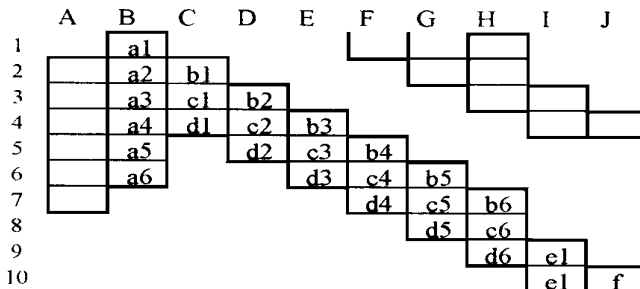 A B C D E F G H I J
1 a1
2 a2 b1
3 a3 c1 b2
4 a4 d1 c2 b3
5 a5 d2 c3 b4
6 a6 d3 c4 b5
7 d4 c5 b6
8 d5 c6
9 d6 e1
10 e1 f